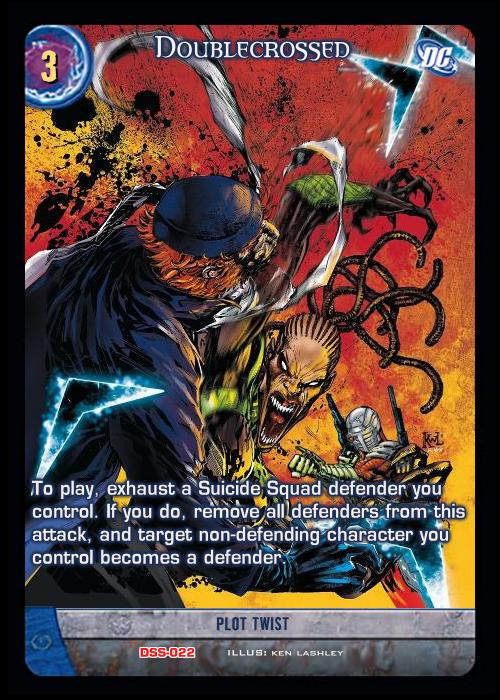 Doublecrossed
3
DC
To play, exhaust a Suicide Squad defender you
control. If you do, remove all defenders from this
attack, and target non-defending character you
control becomes a defender.
PLOT TWIST
DSS-022
ILLUS: KEN LASHLEY